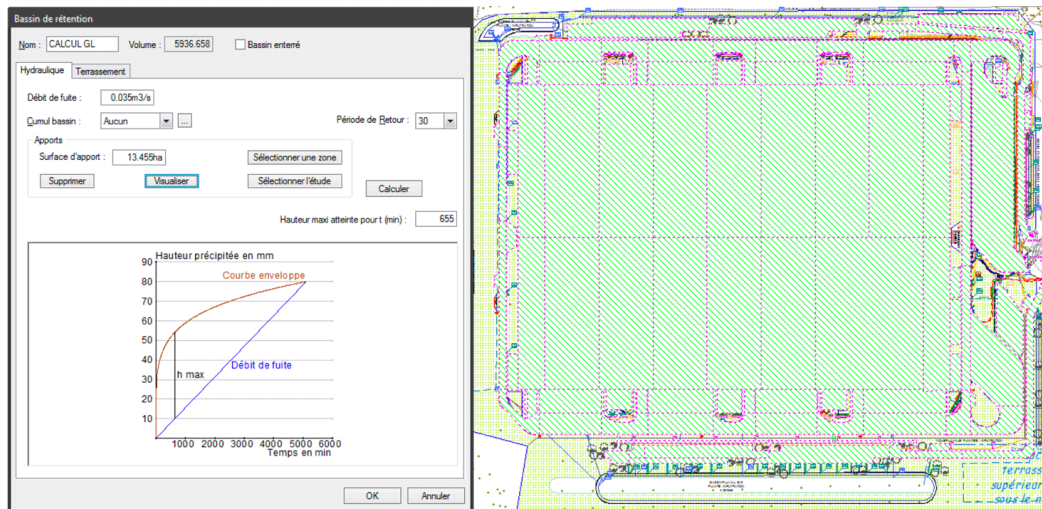 Bassin de rétention
Nom : CALCUL GL Volume : 5936.658 Bassin enterré
Hydraulique Terrassement
Débit de fuite : 0.035m3/s
Cumul bassin : Aucun ... Période de Retour : 30
Apports
Surface d'apport : 13.455ha Sélectionner une zone
Supprimer Visualiser Sélectionner l'étude Calculer
Hauteur maxi atteinte pour t (min) : 655
Hauteur précipitée en mm
90
Courbe enveloppe
80
70
60
50
40
Débit de fuite
h max
30
20
10
1000 2000 3000 4000 5000 6000
Temps en min
OK Annuler
Terrass
supérieur
sous le n